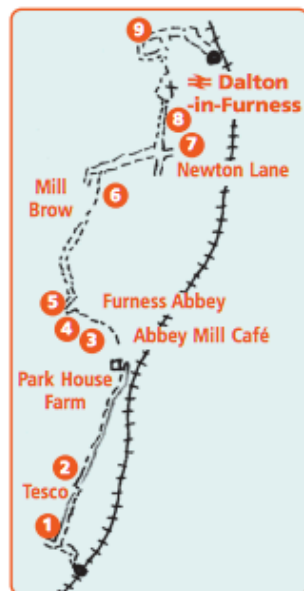 9
Dalton
-in-Furness
8
7
Newton Lane
Mill
Brow
6
5
Furness Abbey
4
3
Abbey Mill Café
Park House
Farm
2
Tesco
1